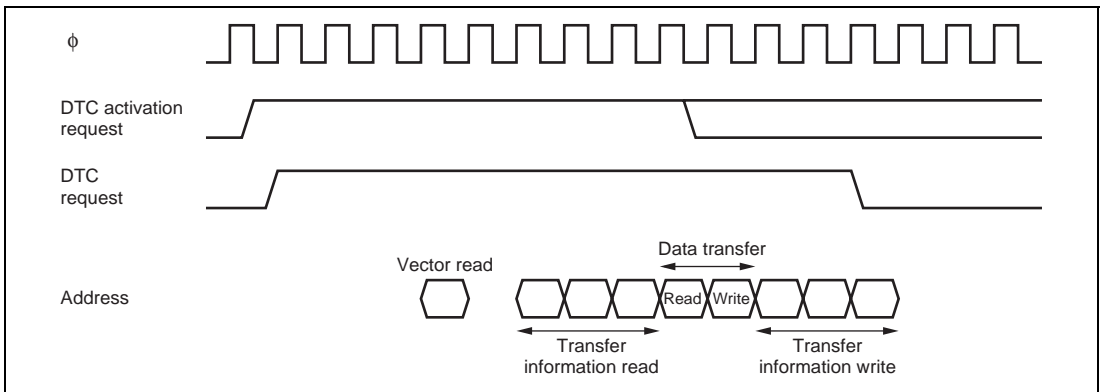 ϕ
DTC activation
request
DTC
request
Data transfer
Vector read
Address
Read Write
Transfer
information read
Transfer
information write